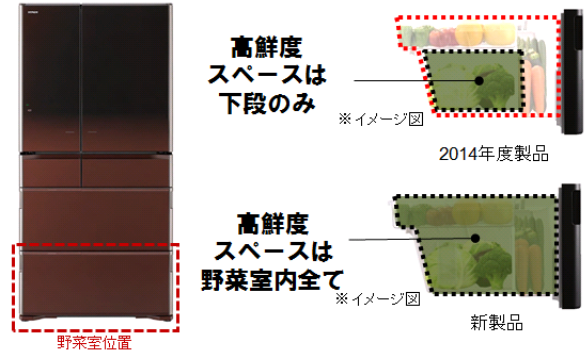 高鮮度
スペースは
下段のみ
※イメージ図
2014年度製品
高鮮度
スペースは
野菜室内全て
※イメージ図
新製品
野菜室位置